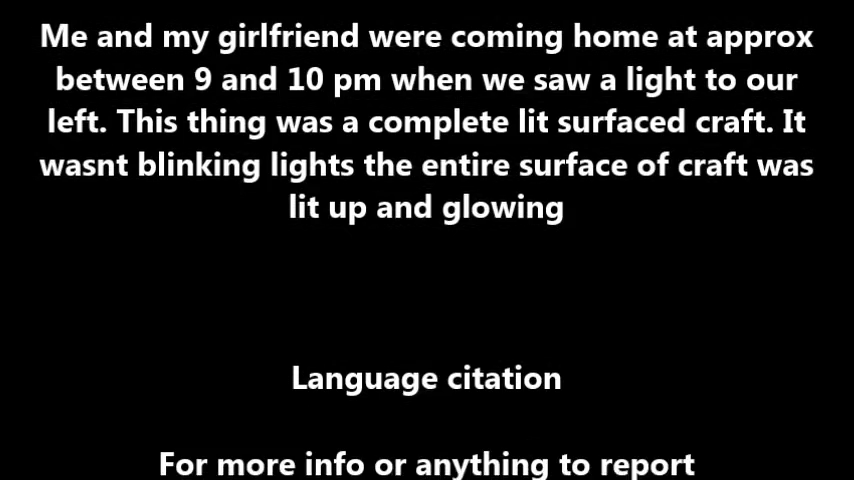 Me and my girlfriend were coming home at approx
between 9 and 10 pm when we saw a light to our
left. This thing was a complete lit surfaced craft. It
wasnt blinking lights the entire surface of craft was
lit up and glowing
Language citation
For more info or anything to report